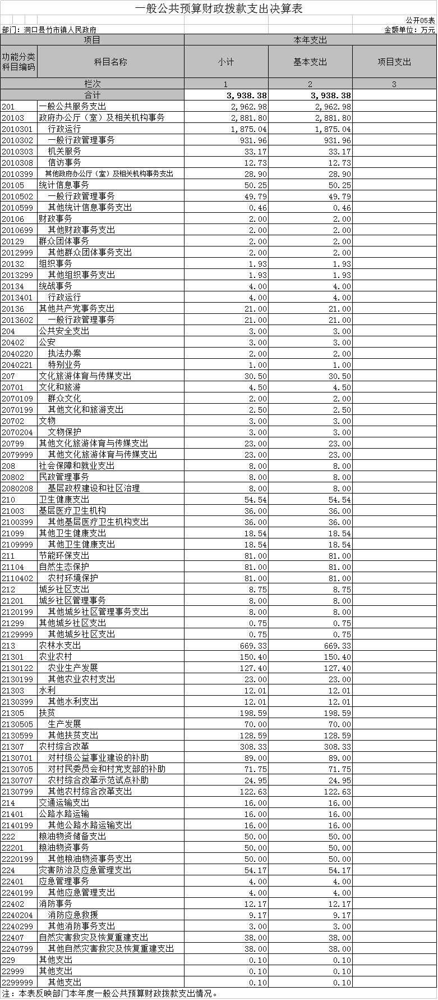 一般公共预算财政拨款支出决算表
公开05表
部门：洞口县竹市镇人民政府 金额单位：万元
项目 本年支出
功能分类科目编码 科目名称 小计 基本支出 项目支出
栏次 1 2 3
合计 3,938.38 3,938.38
201 一般公共服务支出 2,962.98 2,962.98
20103 政府办公厅（室）及相关机构事务 2,881.80 2,881.80
2010301 行政运行 1,875.04 1,875.04
2010302 一般行政管理事务 931.96 931.96
2010303 机关服务 33.17 33.17
2010308 信访事务 12.73 12.73
2010399 其他政府办公厅（室）及相关机构事务支出 28.90 28.90
20105 统计信息事务 50.25 50.25
2010502 一般行政管理事务 49.79 49.79
2010599 其他统计信息事务支出 0.46 0.46
20106 财政事务 2.00 2.00
2010699 其他财政事务支出 2.00 2.00
20129 群众团体事务 2.00 2.00
2012999 其他群众团体事务支出 2.00 2.00
20132 组织事务 1.93 1.93
2013299 其他组织事务支出 1.93 1.93
20134 统战事务 4.00 4.00
2013401 行政运行 4.00 4.00
20136 其他共产党事务支出 21.00 21.00
2013602 一般行政管理事务 21.00 21.00
204 公共安全支出 3.00 3.00
20402 公安 3.00 3.00
2040220 执法办案 2.00 2.00
2040221 特别业务 1.00 1.00
207 文化旅游体育与传媒支出 30.50 30.50
20701 文化和旅游 4.50 4.50
2070109 群众文化 2.00 2.00
2070199 其他文化和旅游支出 2.50 2.50
20702 文物 3.00 3.00
2070204 文物保护 3.00 3.00
20799 其他文化旅游体育与传媒支出 23.00 23.00
2079999 其他文化旅游体育与传媒支出 23.00 23.00
208 社会保障和就业支出 8.00 8.00
20802 民政管理事务 8.00 8.00
2080208 基层政权建设和社区治理 8.00 8.00
210 卫生健康支出 54.54 54.54
21003 基层医疗卫生机构 36.00 36.00
2100399 其他基层医疗卫生机构支出 36.00 36.00
21099 其他卫生健康支出 18.54 18.54
2109999 其他卫生健康支出 18.54 18.54
211 节能环保支出 81.00 81.00
21104 自然生态保护 81.00 81.00
2110402 农村环境保护 81.00 81.00
212 城乡社区支出 8.75 8.75
21201 城乡社区管理事务 8.00 8.00
2120199 其他城乡社区管理事务支出 8.00 8.00
21299 其他城乡社区支出 0.75 0.75
2129999 其他城乡社区支出 0.75 0.75
213 农林水支出 669.33 669.33
21301 农业农村 150.40 150.40
2130122 农业生产发展 127.40 127.40
2130199 其他农业农村支出 23.00 23.00
21303 水利 12.01 12.01
2130399 其他水利支出 12.01 12.01
21305 扶贫 198.59 198.59
2130505 生产发展 70.00 70.00
2130599 其他扶贫支出 128.59 128.59
21307 农村综合改革 308.33 308.33
2130701 对村级公益事业建设的补助 89.00 89.00
2130705 对村民委员会和村党支部的补助 71.75 71.75
2130707 农村综合改革示范试点补助 24.95 24.95
2130799 其他农村综合改革支出 122.63 122.63
214 交通运输支出 16.00 16.00
21401 公路水路运输 16.00 16.00
2140199 其他公路水路运输支出 16.00 16.00
222 粮油物资储备支出 50.00 50.00
22201 粮油物资事务 50.00 50.00
2220199 其他粮油物资事务支出 50.00 50.00
224 灾害防治及应急管理支出 54.17 54.17
22401 应急管理事务 4.00 4.00
2240199 其他应急管理支出 4.00 4.00
22402 消防事务 12.17 12.17
2240204 消防应急救援 9.17 9.17
2240299 其他消防事务支出 3.00 3.00
22407 自然灾害救灾及恢复重建支出 38.00 38.00
2240799 其他自然灾害救灾及恢复重建支出 38.00 38.00
229 其他支出 0.10 0.10
22999 其他支出 0.10 0.10
2299999 其他支出 0.10 0.10
注：本表反映部门本年度一般公共预算财政拨款支出情况。